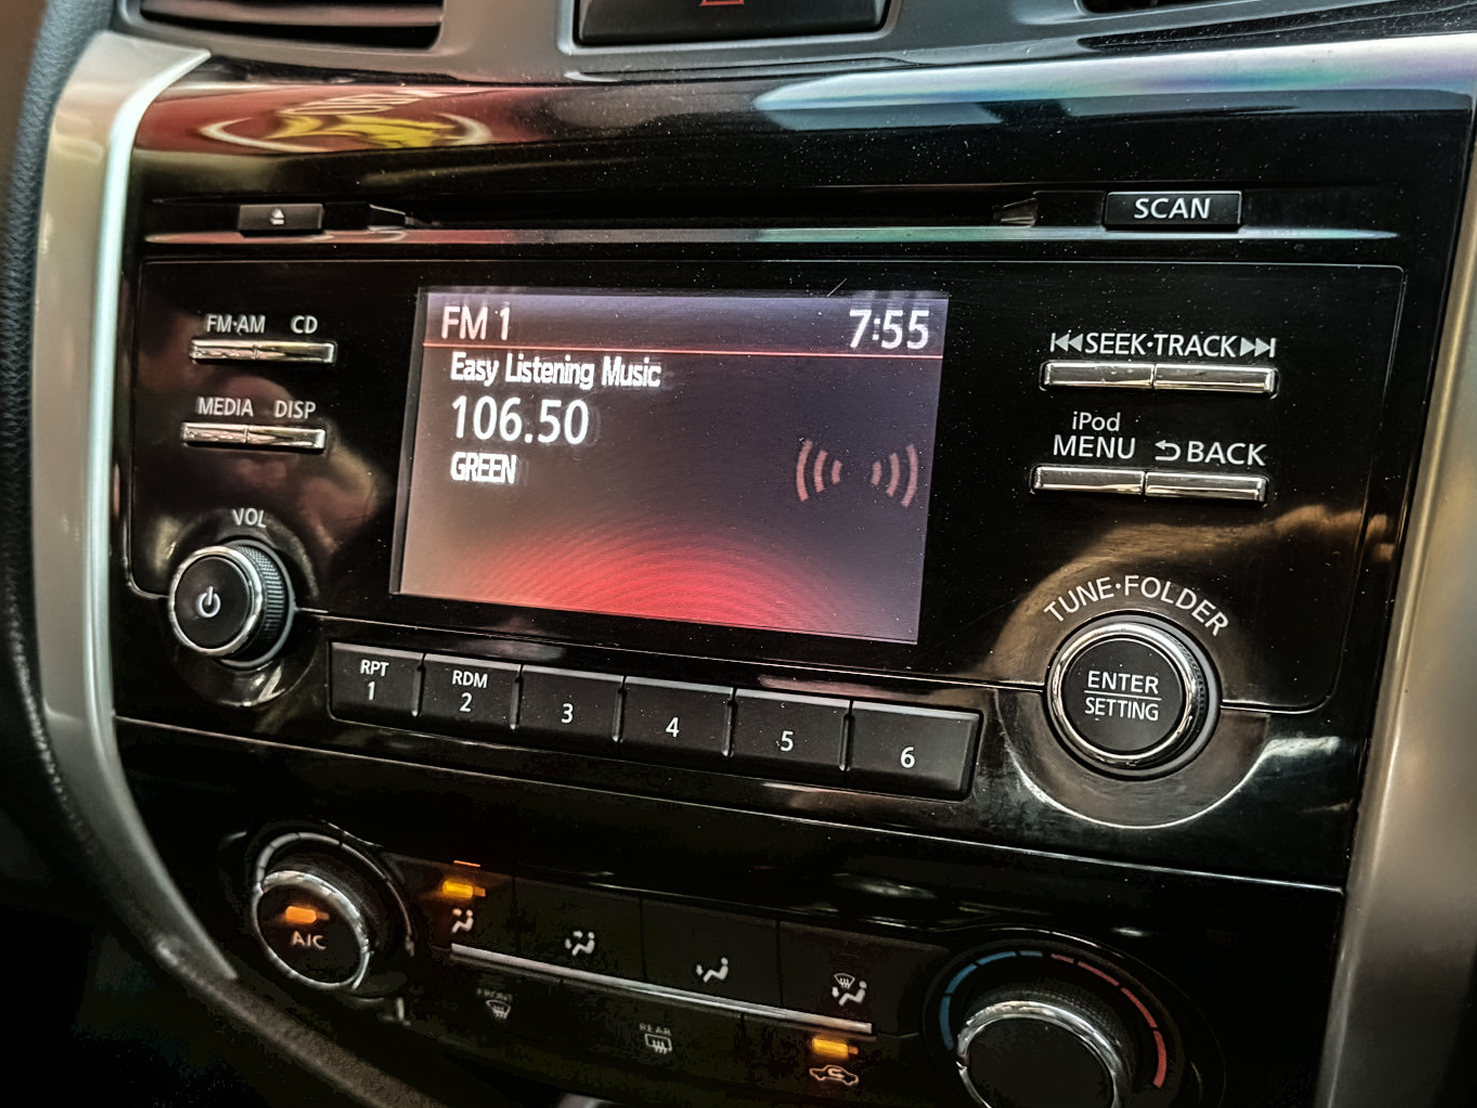 SCAN
FM·AM CD
FM 1 7:55
SEEK·TRACK
Easy Listening Music
MEDIA DISP
106.50
iPod
MENU BACK
GREEN
VOL
TUNE·FOLDER
RPT
1
RDM
2
3
4
5
6
ENTER
SETTING
A/C
FRONT
REAR